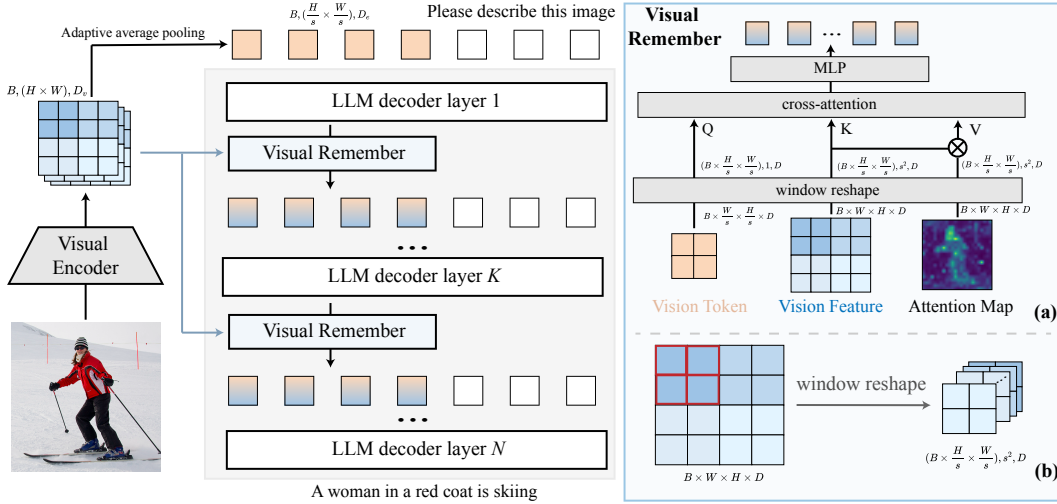 Please describe this image
B, (H/s × W/s), D_v
Adaptive average pooling
B, (H × W), D_v
LLM decoder layer 1
Visual Remember
...
LLM decoder layer K
Visual Remember
...
LLM decoder layer N
A woman in a red coat is skiing
Visual
Encoder
Visual
Remember
...
MLP
cross-attention
Q
K
V
(B × H/s × W/s), 1, D
(B × H/s × W/s), s², D
(B × H/s × W/s), s², D
window reshape
B × W/s × H/s × D
B × W × H × D
B × W × H × D
Vision Token
Vision Feature
Attention Map
(a)
window reshape
B × W × H × D
(B × H/s × W/s), s², D
(b)